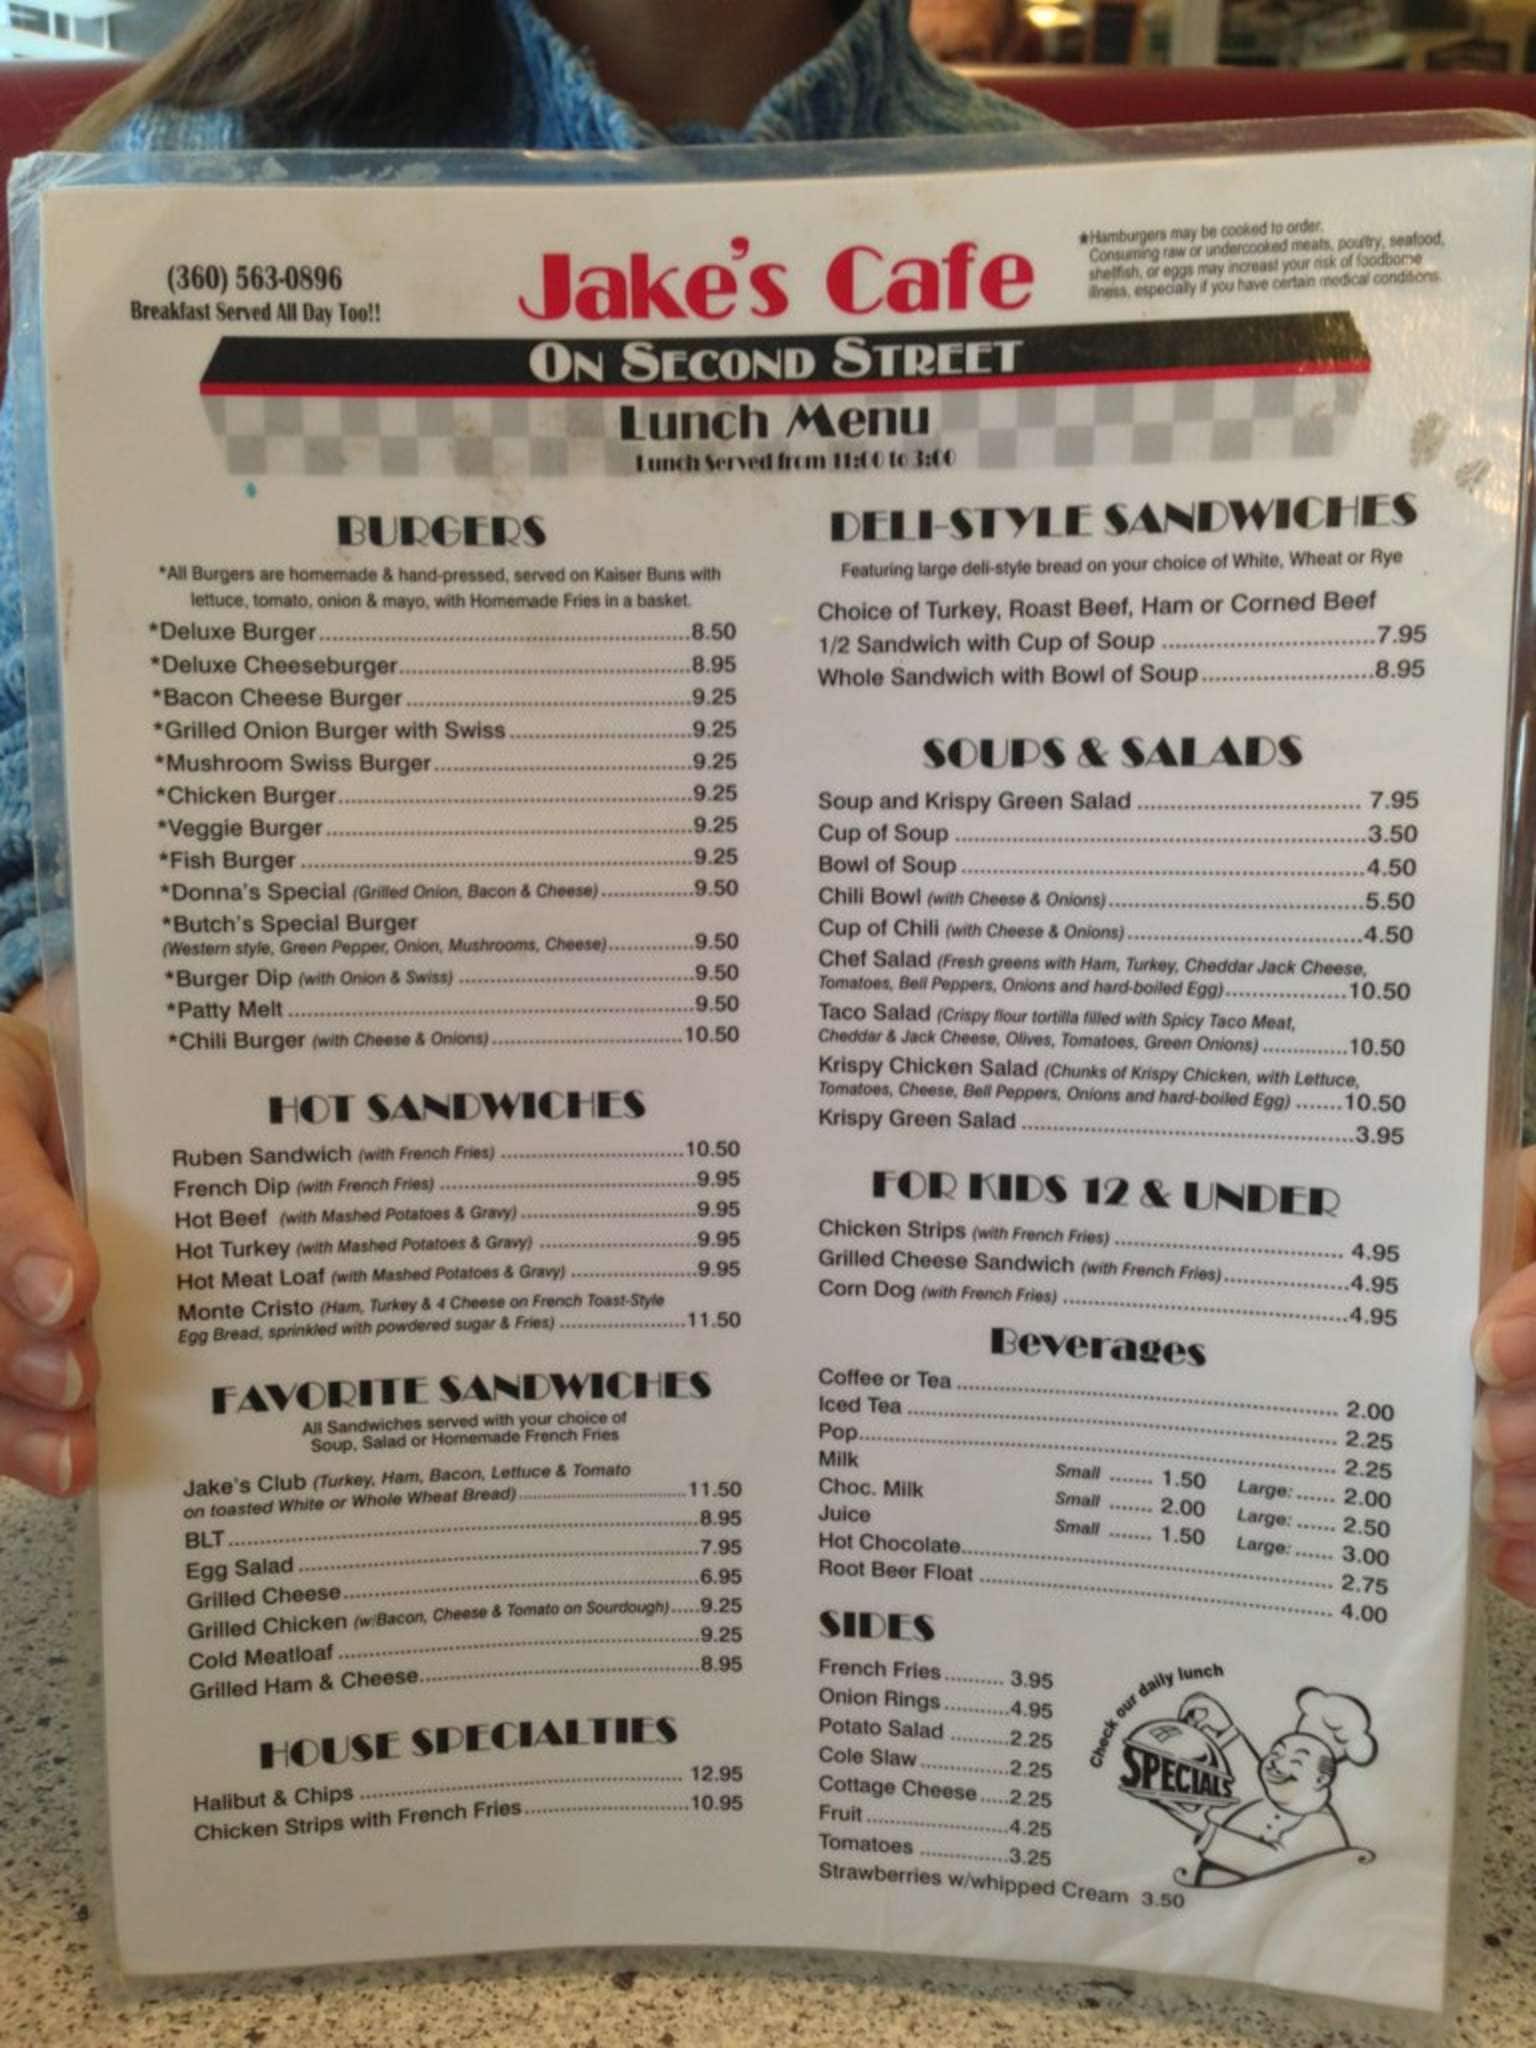 (360) 563-0896
Breakfast Served All Day Too!!
Jake's Cafe
*Hamburgers may be cooked to order.
Consuming raw or undercooked meats, poultry, seafood,
shellfish, or eggs may increast your risk of foodborne
illness, especially if you have certain medical conditions.
ON SECOND STREET
Lunch Menu
Lunch Served from 11:00 to 3:00
BURGERS
*All Burgers are homemade & hand-pressed, served on Kaiser Buns with
lettuce, tomato, onion & mayo, with Homemade Fries in a basket.
*Deluxe Burger 8.50
*Deluxe Cheeseburger 8.95
*Bacon Cheese Burger 9.25
*Grilled Onion Burger with Swiss 9.25
*Mushroom Swiss Burger 9.25
*Chicken Burger 9.25
*Veggie Burger 9.25
*Fish Burger 9.25
*Donna's Special (Grilled Onion, Bacon & Cheese) 9.50
*Butch's Special Burger
(Western style, Green Pepper, Onion, Mushrooms, Cheese) 9.50
*Burger Dip (with Onion & Swiss) 9.50
*Patty Melt 9.50
*Chili Burger (with Cheese & Onions) 10.50
HOT SANDWICHES
Ruben Sandwich (with French Fries) 10.50
French Dip (with French Fries) 9.95
Hot Beef (with Mashed Potatoes & Gravy) 9.95
Hot Turkey (with Mashed Potatoes & Gravy) 9.95
Hot Meat Loaf (with Mashed Potatoes & Gravy) 9.95
Monte Cristo (Ham, Turkey & 4 Cheese on French Toast-Style
Egg Bread, sprinkled with powdered sugar & Fries) 11.50
FAVORITE SANDWICHES
All Sandwiches served with your choice of
Soup, Salad or Homemade French Fries
Jake's Club (Turkey, Ham, Bacon, Lettuce & Tomato
on toasted White or Whole Wheat Bread) 11.50
BLT 8.95
Egg Salad 7.95
Grilled Cheese 6.95
Grilled Chicken (w/Bacon, Cheese & Tomato on Sourdough) 9.25
Cold Meatloaf 9.25
Grilled Ham & Cheese 8.95
HOUSE SPECIALTIES
Halibut & Chips 12.95
Chicken Strips with French Fries 10.95
DELI-STYLE SANDWICHES
Featuring large deli-style bread on your choice of White, Wheat or Rye
Choice of Turkey, Roast Beef, Ham or Corned Beef
1/2 Sandwich with Cup of Soup 7.95
Whole Sandwich with Bowl of Soup 8.95
SOUPS & SALADS
Soup and Krispy Green Salad 7.95
Cup of Soup 3.50
Bowl of Soup 4.50
Chili Bowl (with Cheese & Onions) 5.50
Cup of Chili (with Cheese & Onions) 4.50
Chef Salad (Fresh greens with Ham, Turkey, Cheddar Jack Cheese,
Tomatoes, Bell Peppers, Onions and hard-boiled Egg) 10.50
Taco Salad (Crispy flour tortilla filled with Spicy Taco Meat,
Cheddar & Jack Cheese, Olives, Tomatoes, Green Onions) 10.50
Krispy Chicken Salad (Chunks of Krispy Chicken, with Lettuce,
Tomatoes, Cheese, Bell Peppers, Onions and hard-boiled Egg) 10.50
Krispy Green Salad 3.95
FOR KIDS 12 & UNDER
Chicken Strips (with French Fries) 4.95
Grilled Cheese Sandwich (with French Fries) 4.95
Corn Dog (with French Fries) 4.95
Beverages
Coffee or Tea 2.00
Iced Tea 2.25
Pop 2.25
Milk Small 1.50 Large: 2.00
Choc. Milk Small 2.00 Large: 2.50
Juice Small 1.50 Large: 3.00
Hot Chocolate 2.75
Root Beer Float 4.00
SIDES
French Fries 3.95
Onion Rings 4.95
Potato Salad 2.25
Cole Slaw 2.25
Cottage Cheese 2.25
Fruit 4.25
Tomatoes 3.25
Strawberries w/whipped Cream 3.50
Check our daily lunch
SPECIALS